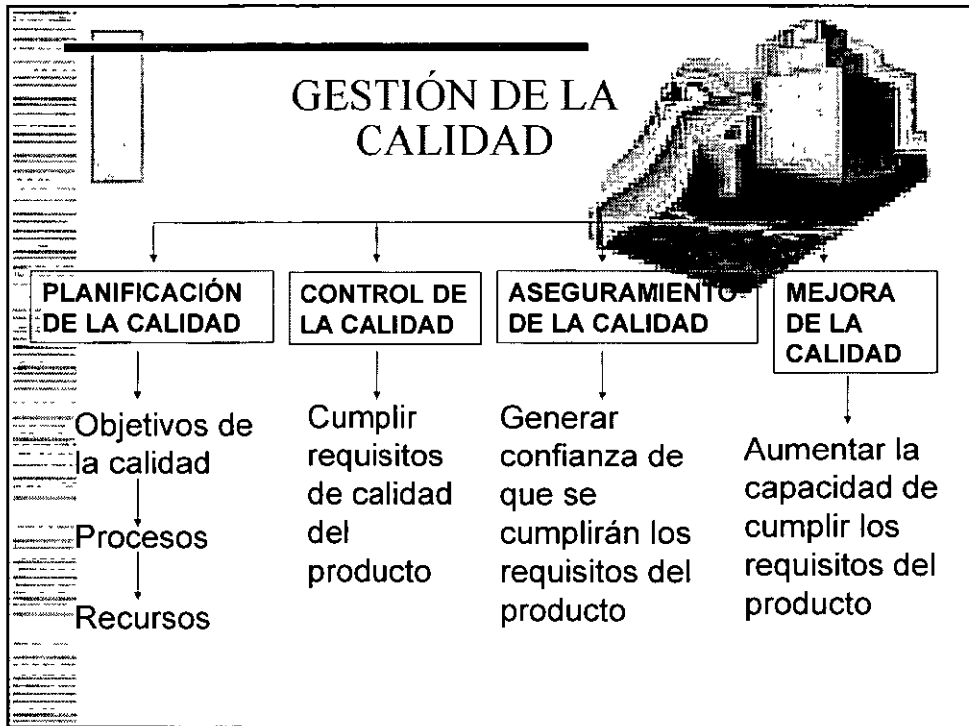 GESTIÓN DE LA
CALIDAD
PLANIFICACIÓN
DE LA CALIDAD
Objetivos de
la calidad
Procesos
Recursos
CONTROL DE
LA CALIDAD
Cumplir
requisitos
de calidad
del
producto
ASEGURAMIENTO
DE LA CALIDAD
Generar
confianza de
que se
cumplirán los
requisitos del
producto
MEJORA
DE LA
CALIDAD
Aumentar la
capacidad de
cumplir los
requisitos del
producto